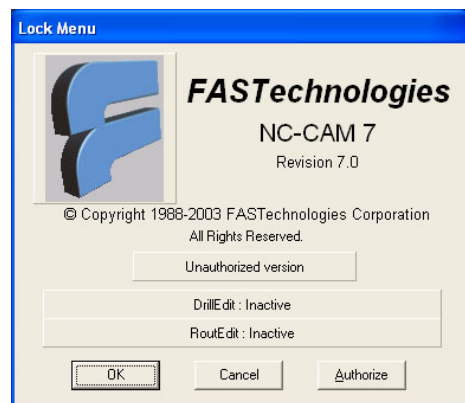 Lock Menu
FASTechnologies
NC-CAM 7
Revision 7.0
© Copyright 1988-2003 FASTechnologies Corporation
All Rights Reserved.
Unauthorized version
DrillEdit : Inactive
RoutEdit : Inactive
OK Cancel Authorize